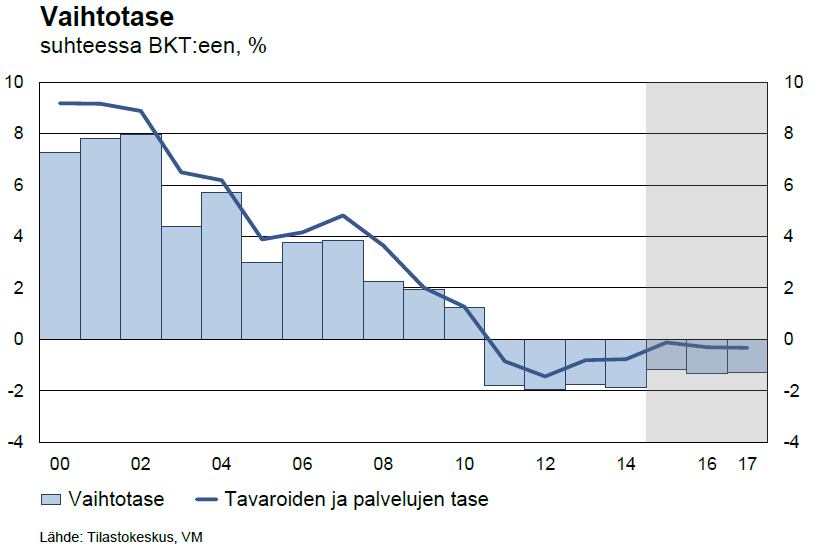 Vaihtotase
suhteessa BKT:een, %
10 10
8 8
6 6
4 4
2 2
0 0
-2 -2
-4 -4
00 02 04 06 08 10 12 14 16 17
Vaihtotase Tavaroiden ja palvelujen tase
Lähde: Tilastokeskus, VM